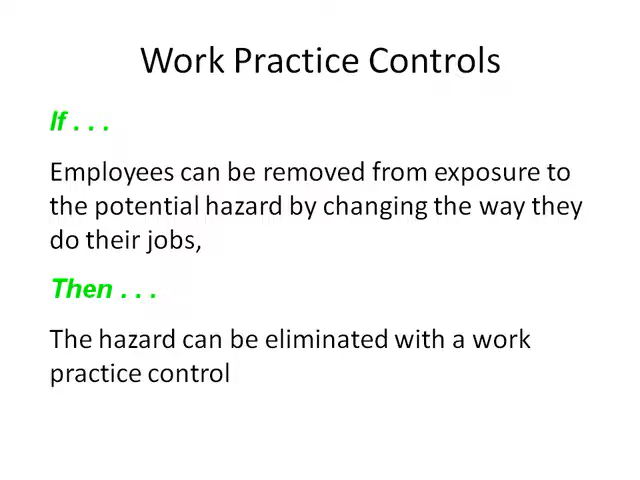 Work Practice Controls
If . . .
Employees can be removed from exposure to
the potential hazard by changing the way they
do their jobs,
Then . . .
The hazard can be eliminated with a work
practice control